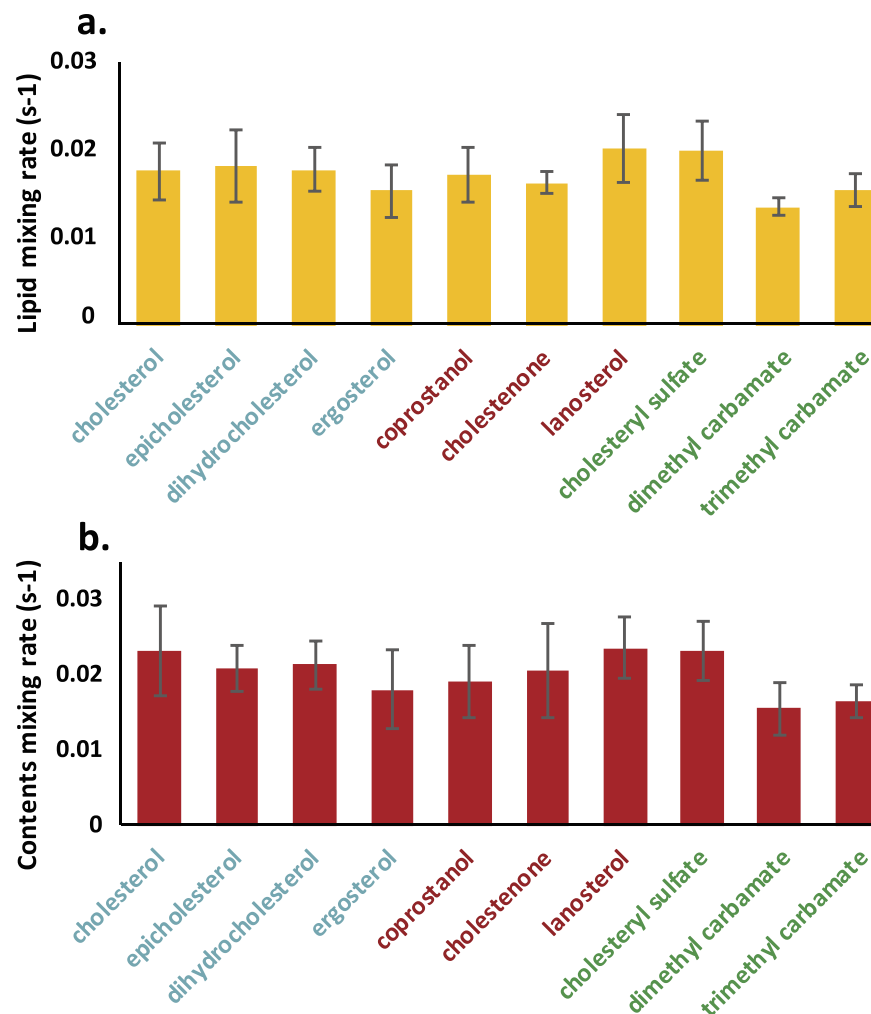 a.
Lipid mixing rate (s-1)
0.03
0.02
0.01
0
cholesterol
epicholesterol
dihydrocholesterol
ergosterol
coprostanol
cholestenone
lanosterol
cholesteryl sulfate
dimethyl carbamate
trimethyl carbamate
b.
Contents mixing rate (s-1)
0.03
0.02
0.01
0
cholesterol
epicholesterol
dihydrocholesterol
ergosterol
coprostanol
cholestenone
lanosterol
cholesteryl sulfate
dimethyl carbamate
trimethyl carbamate